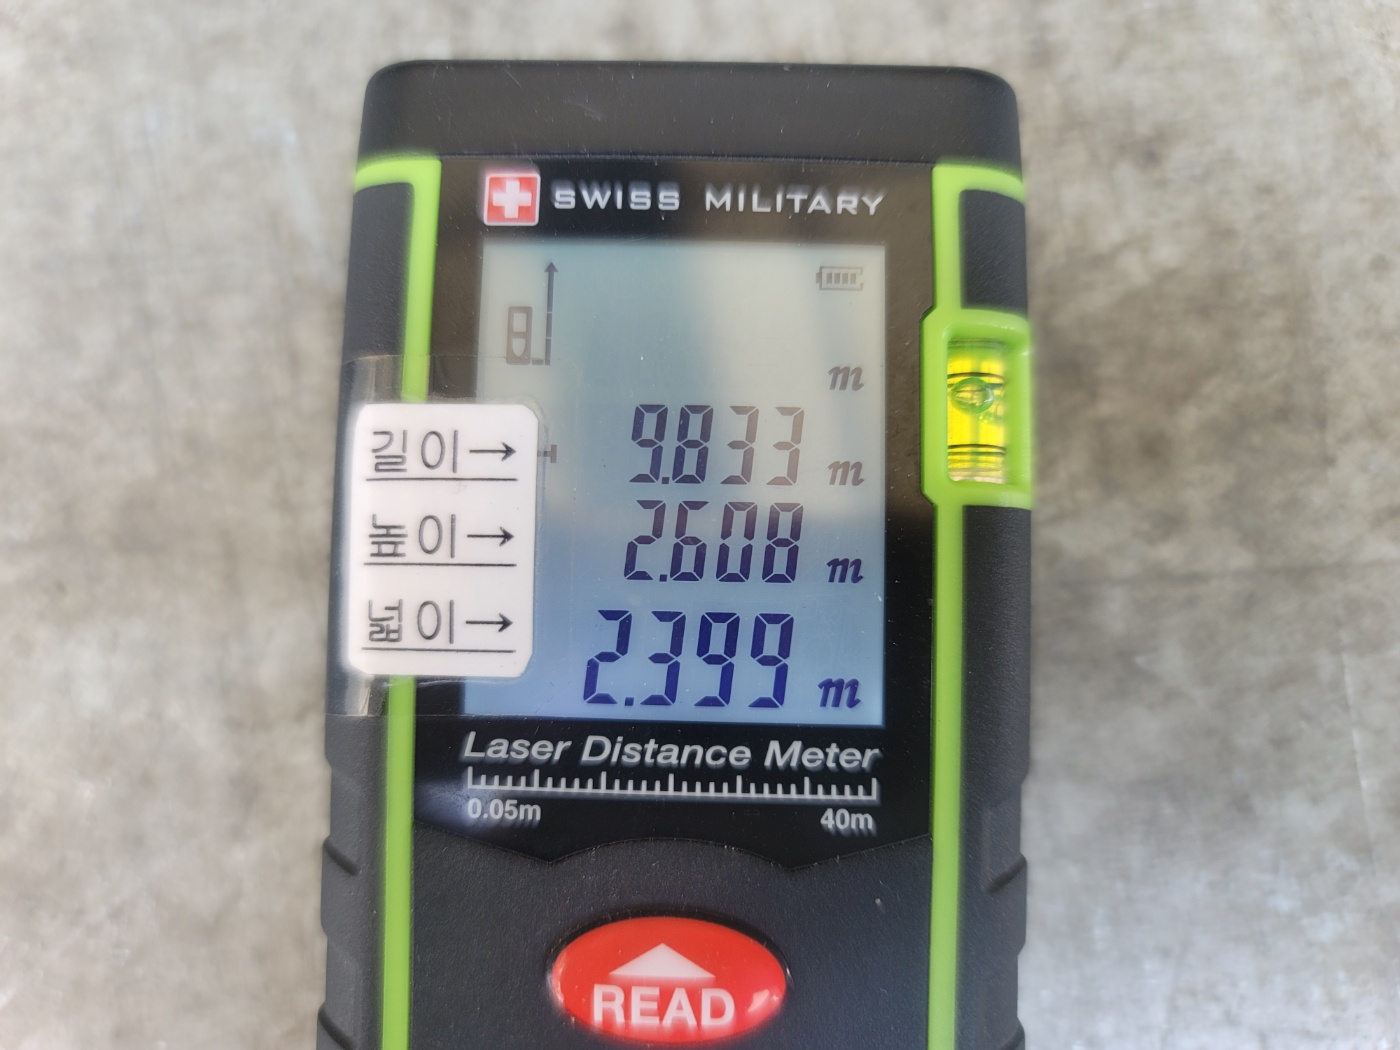 SWISS MILITARY
m
길이→ 9.833 m
높이→ 2.608 m
넓이→ 2.399 m
Laser Distance Meter
0.05m 40m
READ